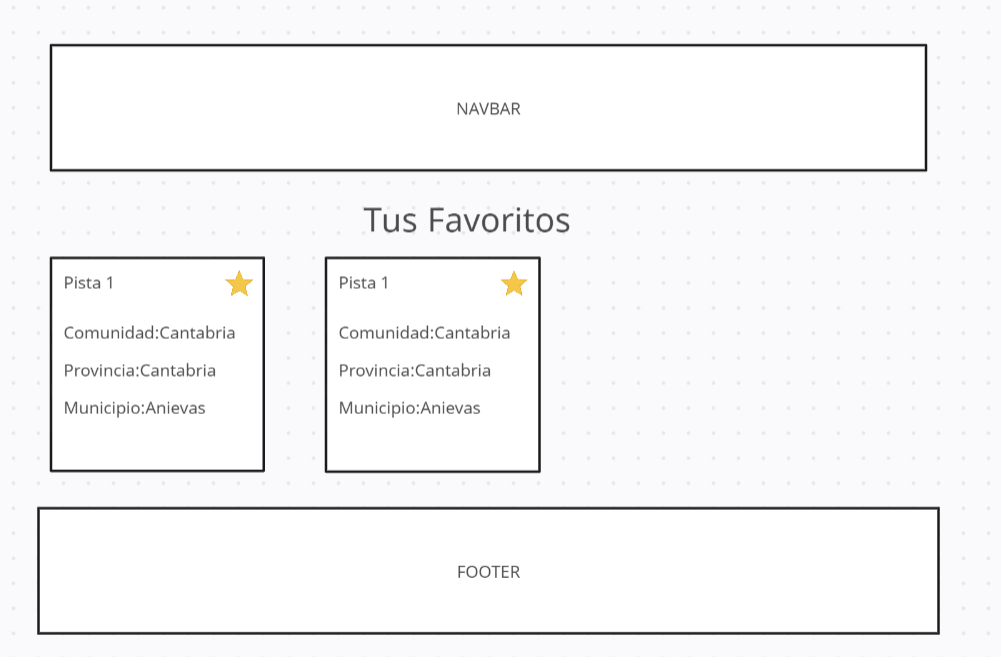 NAVBAR
Tus Favoritos
Pista 1
Comunidad:Cantabria
Provincia:Cantabria
Municipio:Anievas
Pista 1
Comunidad:Cantabria
Provincia:Cantabria
Municipio:Anievas
FOOTER